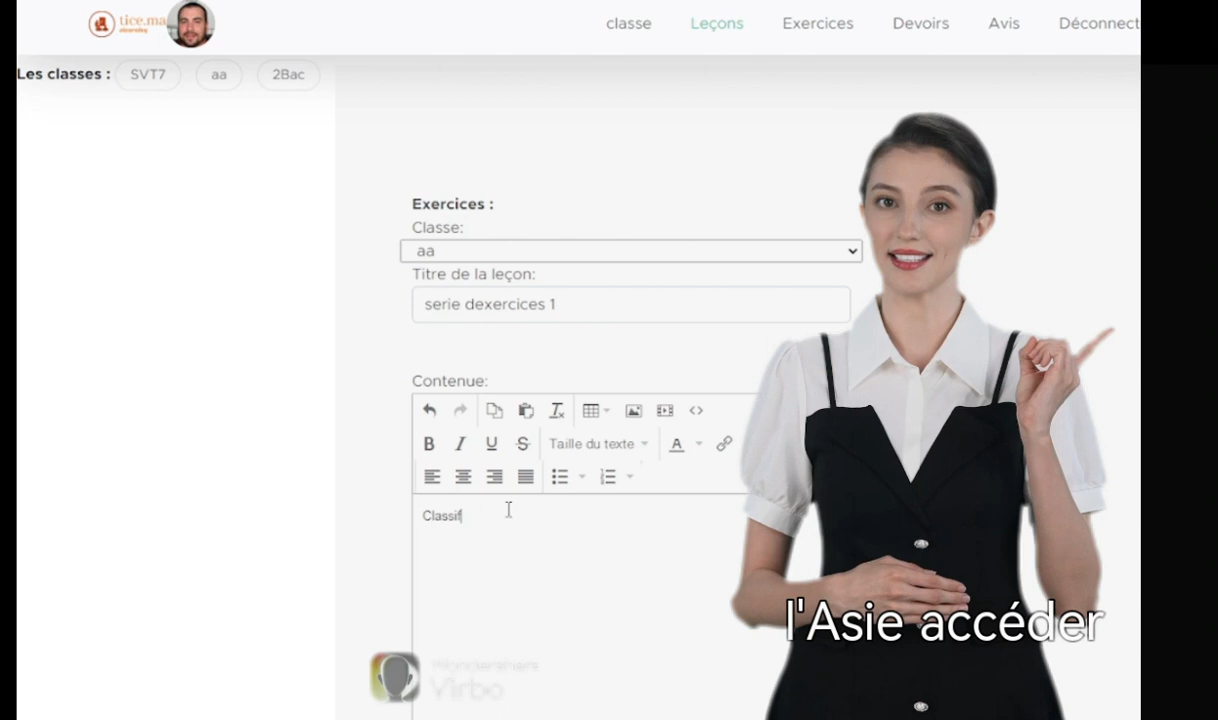 tice.ma
elearning
classe Leçons Exercices Devoirs Avis Déconnect
Les classes : SVT7 aa 2Bac
Exercices :
Classe:
aa
Titre de la leçon:
serie dexercices 1
Contenue:
B I U S Taille du texte A
Classif
l'Asie accéder
Wondershare
Virbo